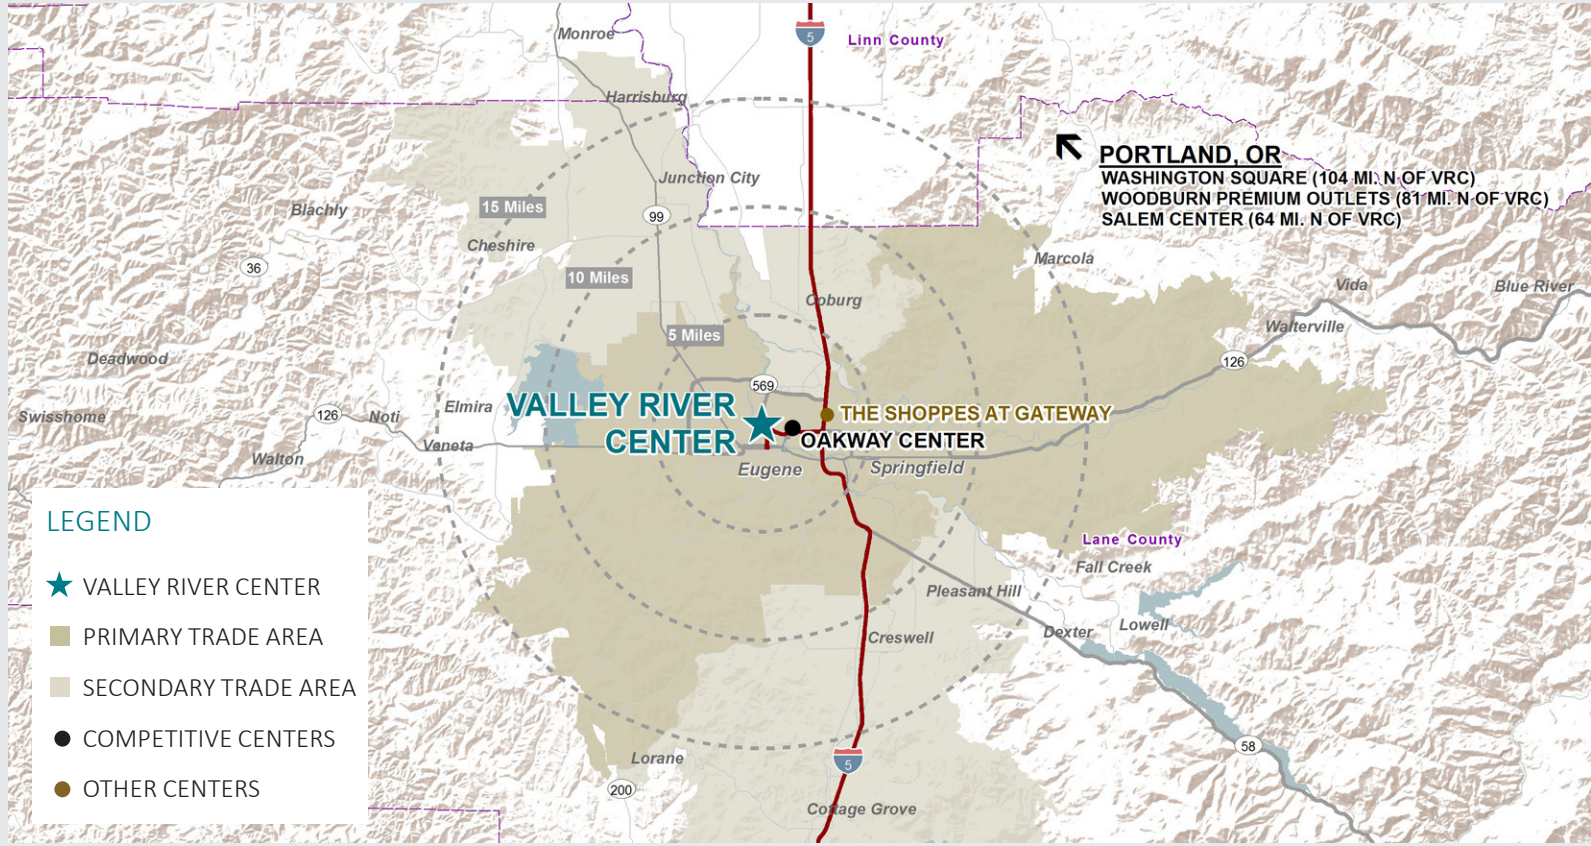 Monroe
5
Linn County
Harrisburg
PORTLAND, OR
WASHINGTON SQUARE (104 MI. N OF VRC)
WOODBURN PREMIUM OUTLETS (81 MI. N OF VRC)
SALEM CENTER (64 MI. N OF VRC)
Junction City
15 Miles
99
Blachly
Cheshire
36
10 Miles
Marcola
Coburg
Vida
Blue River
Walterville
5 Miles
Deadwood
126
569
VALLEY RIVER
CENTER
THE SHOPPES AT GATEWAY
OAKWAY CENTER
Swisshome
126
Noti
Elmira
Veneta
Walton
Eugene
Springfield
Lane County
Fall Creek
Pleasant Hill
Dexter
Lowell
Creswell
Lorane
58
5
200
Cottage Grove
LEGEND
VALLEY RIVER CENTER
PRIMARY TRADE AREA
SECONDARY TRADE AREA
COMPETITIVE CENTERS
OTHER CENTERS